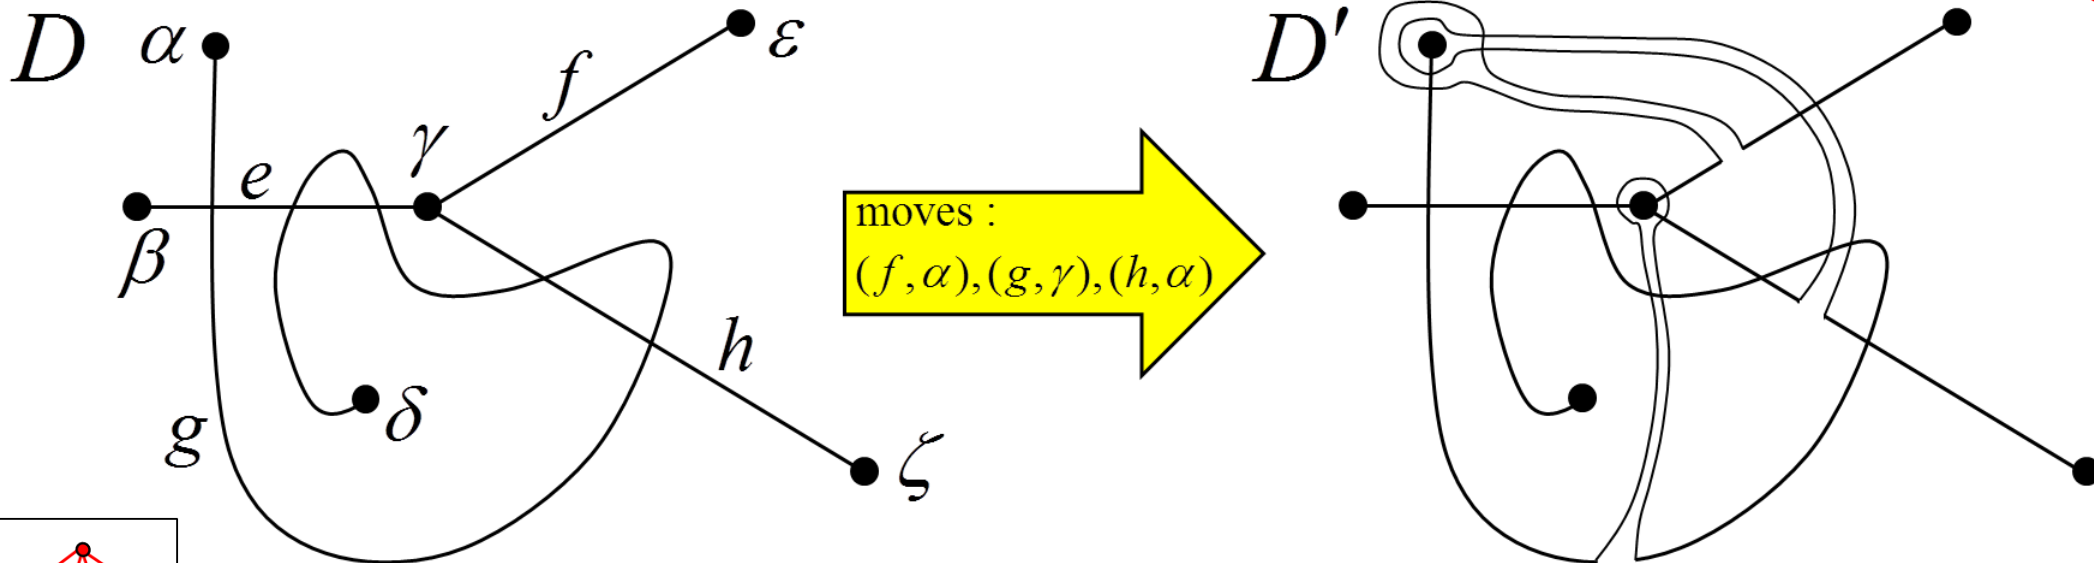 D α ε D′
f
γ
e
β
moves :
(f,α),(g,γ),(h,α)
h
δ
g
ζ